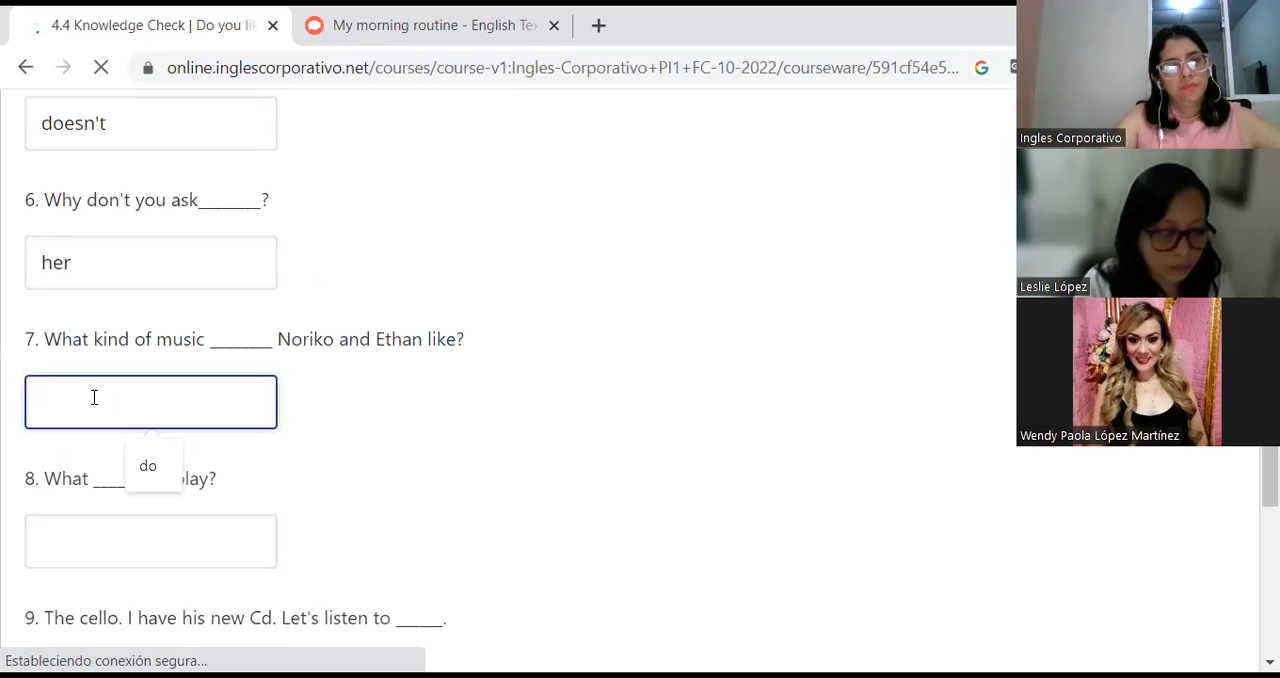 4.4 Knowledge Check | Do you li
My morning routine - English Te
online.inglescorporativo.net/courses/course-v1:Ingles-Corporativo+PI1+FC-10-2022/courseware/591cf54e5...
doesn't
6. Why don't you ask_______?
her
7. What kind of music _______ Noriko and Ethan like?
do
8. What ____ play?
9. The cello. I have his new Cd. Let's listen to _____.
Estableciendo conexión segura...
Ingles Corporativo
Leslie López
Wendy Paola López Martínez